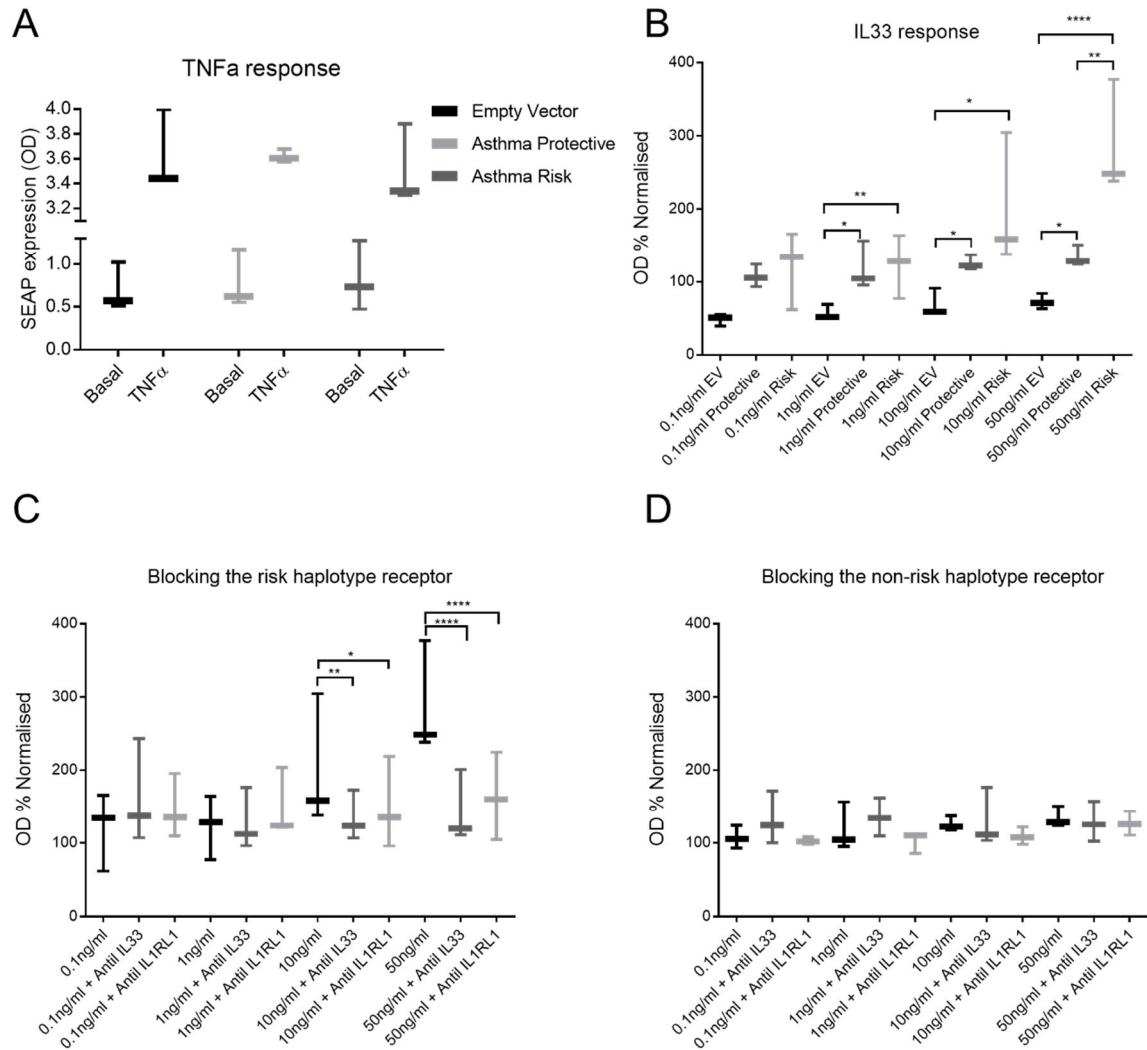 A
TNFa response
SEAP expression (OD)
4.0
3.8
3.6
3.4
3.2
1.0
0.5
0.0
Basal
TNFα
Basal
TNFα
Basal
TNFα
Empty Vector
Asthma Protective
Asthma Risk
B
IL33 response
OD % Normalised
400
300
200
100
0
****
**
*
**
*
*
*
0.1ng/ml EV
0.1ng/ml Protective
0.1ng/ml Risk
1ng/ml EV
1ng/ml Protective
1ng/ml Risk
10ng/ml EV
10ng/ml Protective
10ng/ml Risk
50ng/ml EV
50ng/ml Protective
50ng/ml Risk
C
Blocking the risk haplotype receptor
OD % Normalised
400
300
200
100
0
****
****
*
**
0.1ng/ml
0.1ng/ml + Antil IL33
0.1ng/ml + Antil IL1RL1
1ng/ml
1ng/ml + Antil IL33
1ng/ml + Antil IL1RL1
10ng/ml
10ng/ml + Antil IL33
10ng/ml + Antil IL1RL1
50ng/ml
50ng/ml + Antil IL33
50ng/ml + Antil IL1RL1
D
Blocking the non-risk haplotype receptor
OD % Normalised
400
300
200
100
0
0.1ng/ml
0.1ng/ml + Antil IL33
0.1ng/ml + Antil IL1RL1
1ng/ml
1ng/ml + Antil IL33
1ng/ml + Antil IL1RL1
10ng/ml
10ng/ml + Antil IL33
10ng/ml + Antil IL1RL1
50ng/ml
50ng/ml + Antil IL33
50ng/ml + Antil IL1RL1